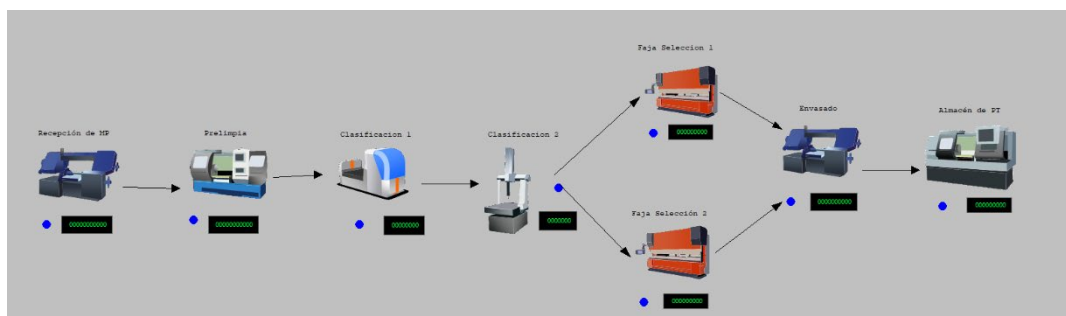 Faja Seleccion 1
Recepción de MP
Prelimpia
Clasificacion 1
Clasificacion 2
Envasado
Almacén de PT
Faja Selección 2